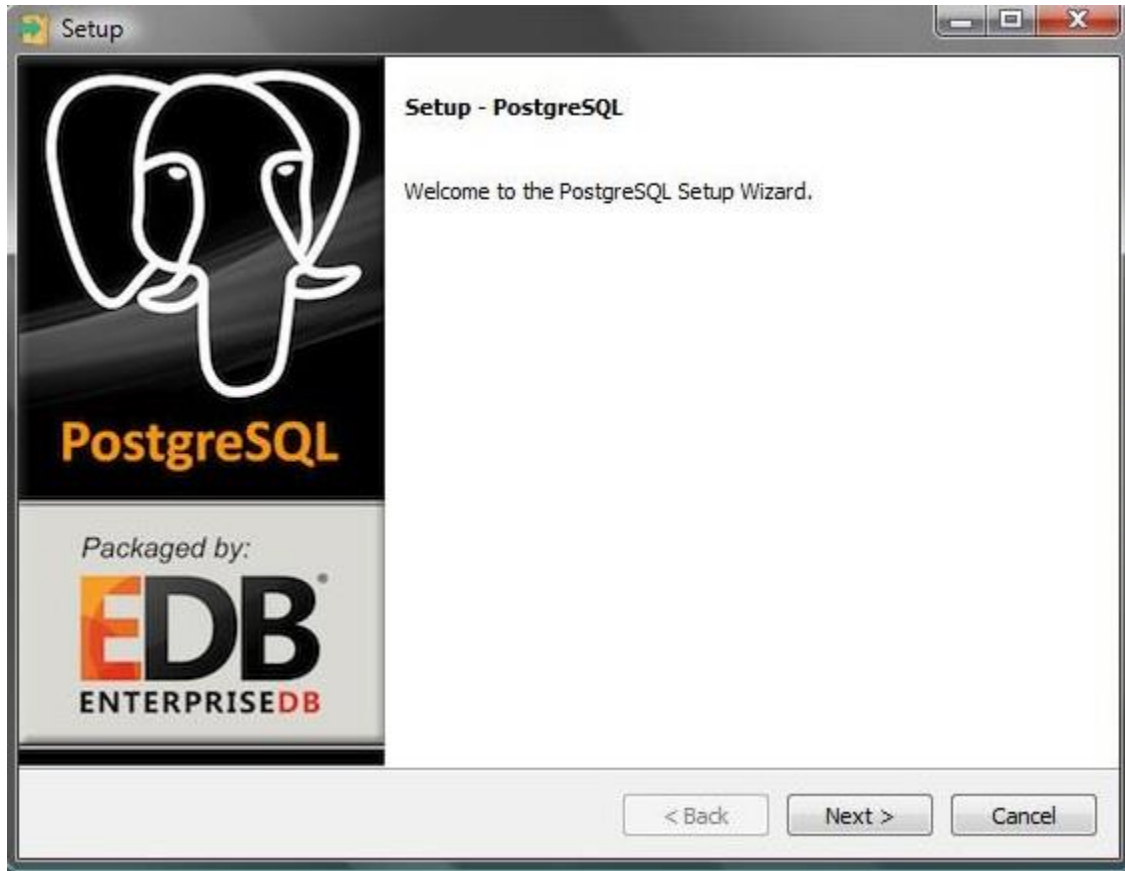 Setup
Setup - PostgreSQL
Welcome to the PostgreSQL Setup Wizard.
PostgreSQL
Packaged by:
EDB®
ENTERPRISEDB
< Back
Next >
Cancel